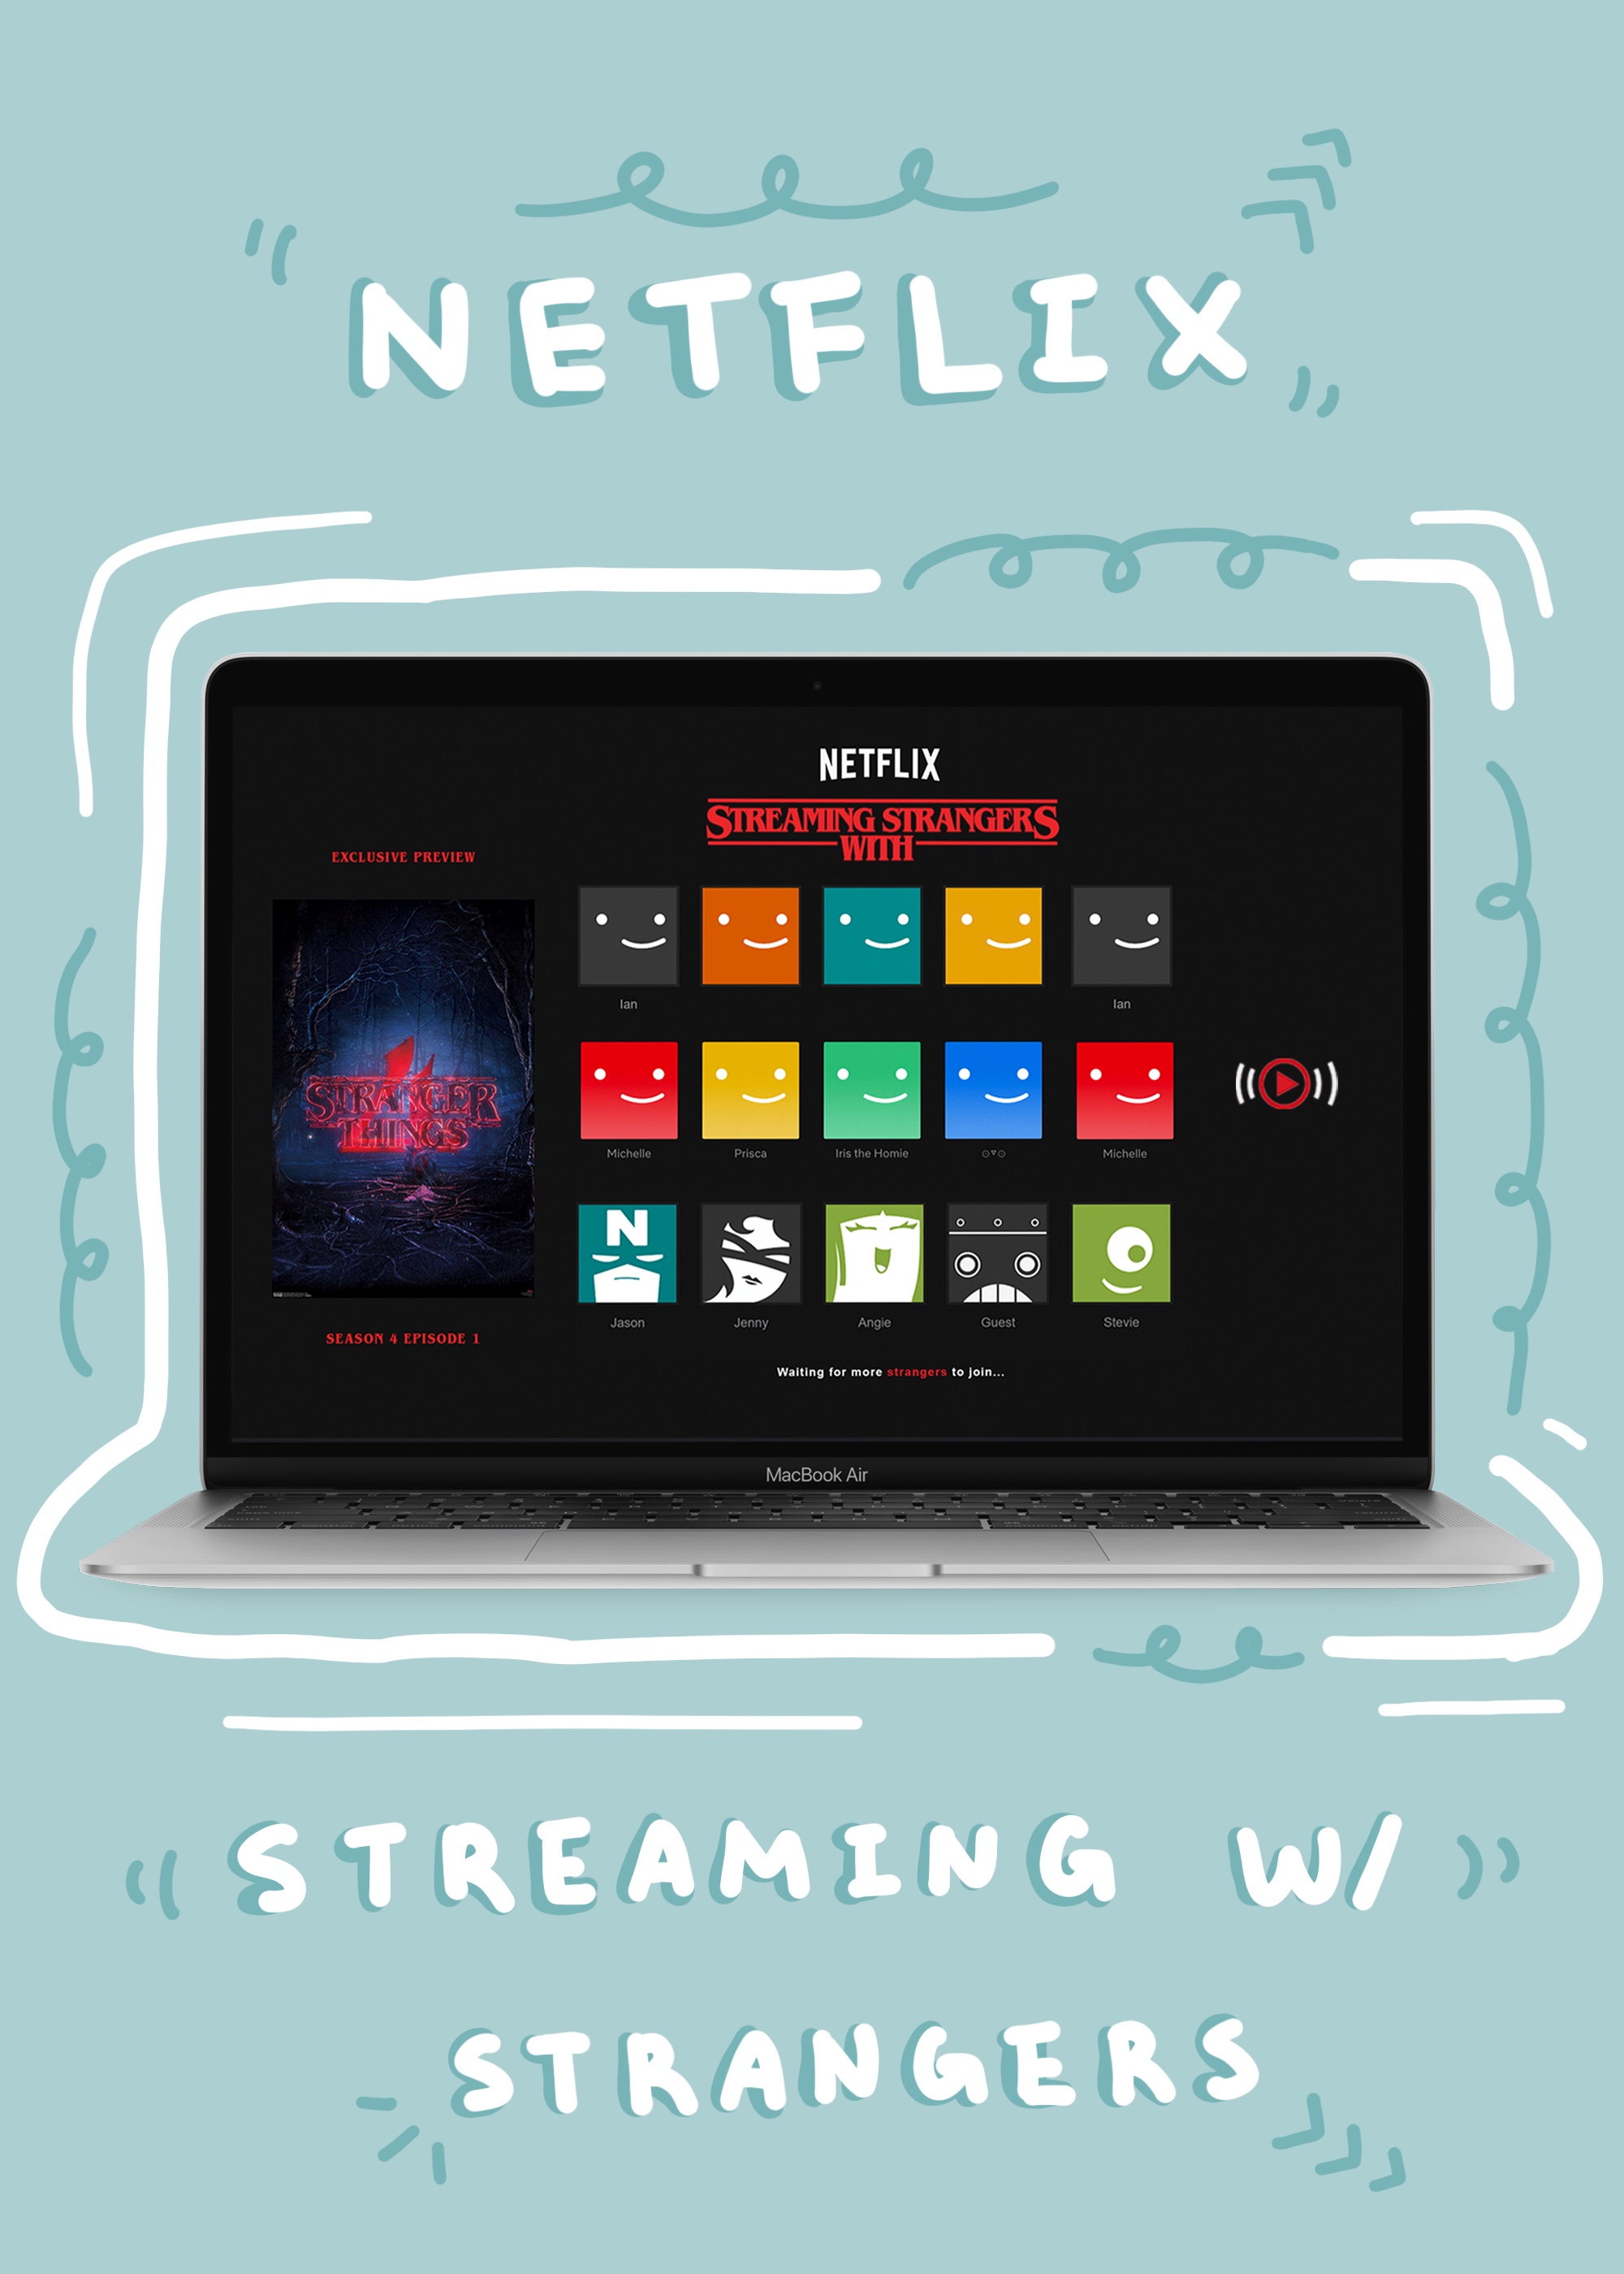 NETFLIX
NETFLIX
STREAMING STRANGERS
WITH
EXCLUSIVE PREVIEW
STRANGER
THINGS
Ian
Ian
Michelle
Prisca
Iris the Homie
⊙▽⊙
Michelle
N
Jason
Jenny
Angie
Guest
Stevie
SEASON 4 EPISODE 1
Waiting for more strangers to join...
MacBook Air
STREAMING W/
STRANGERS